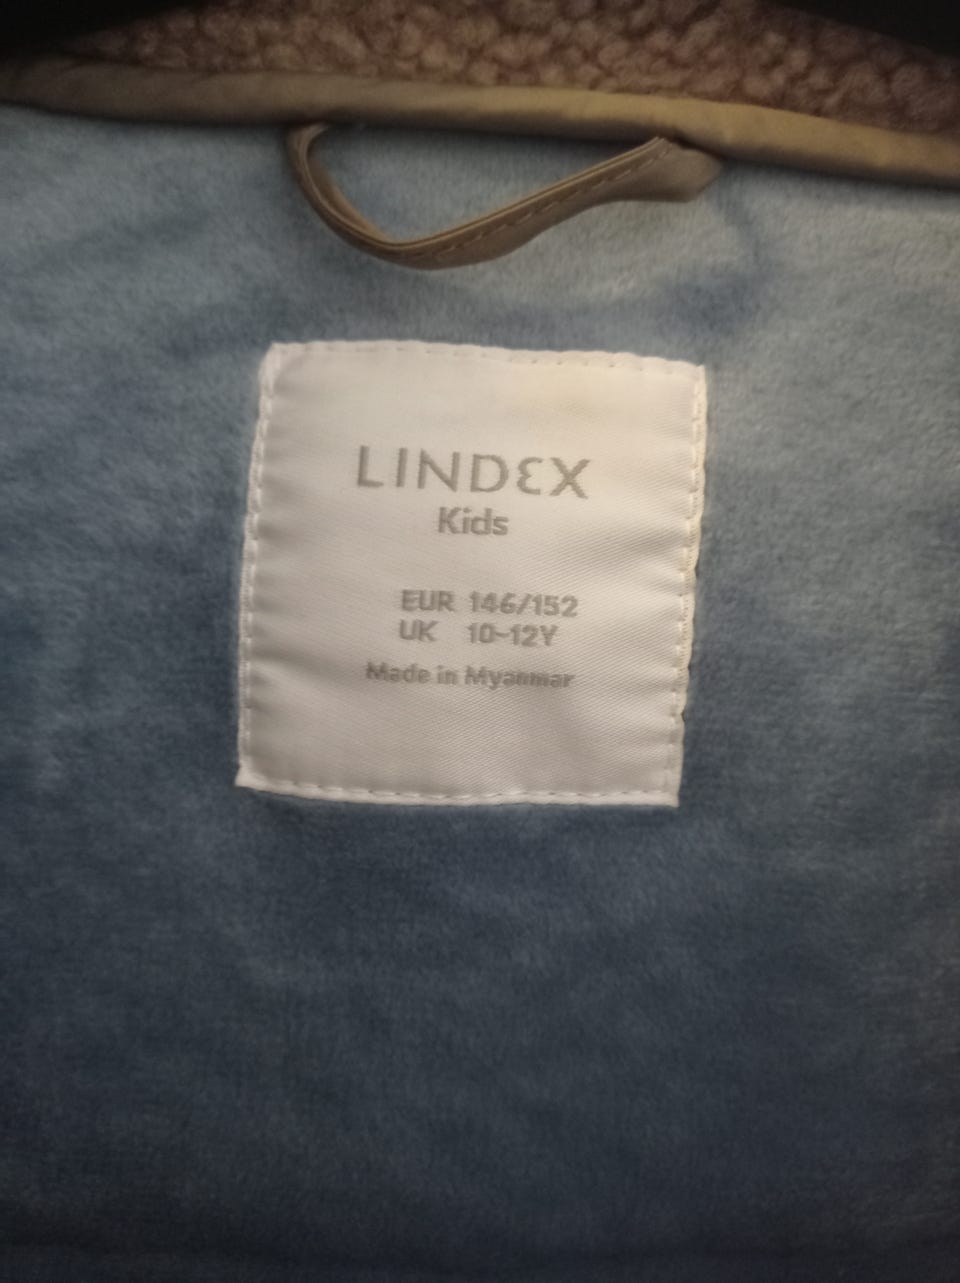 LINDEX
Kids
EUR 146/152
UK 10-12Y
Made in Myanmar